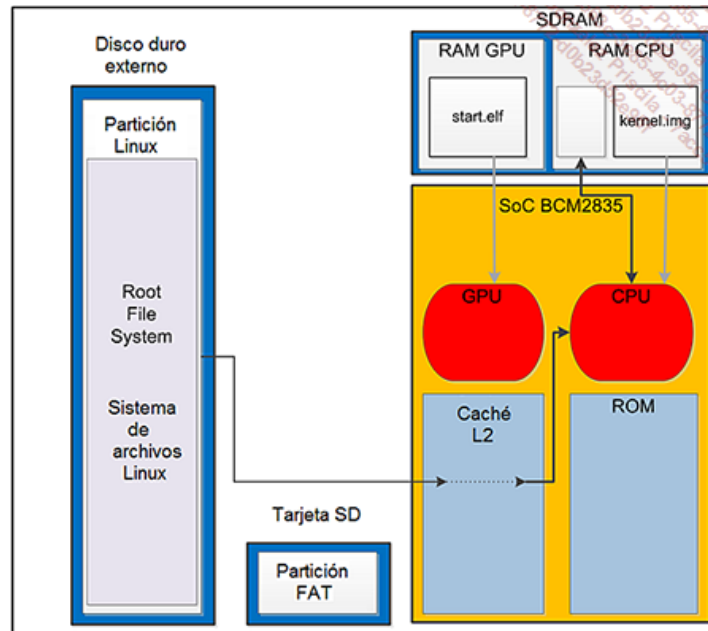 SDRAM
Disco duro
externo
RAM GPU
RAM CPU
start.elf
kernel.img
Partición
Linux
SoC BCM2835
GPU
CPU
Root
File
System
Sistema
de
archivos
Linux
Caché
L2
ROM
Tarjeta SD
Partición
FAT